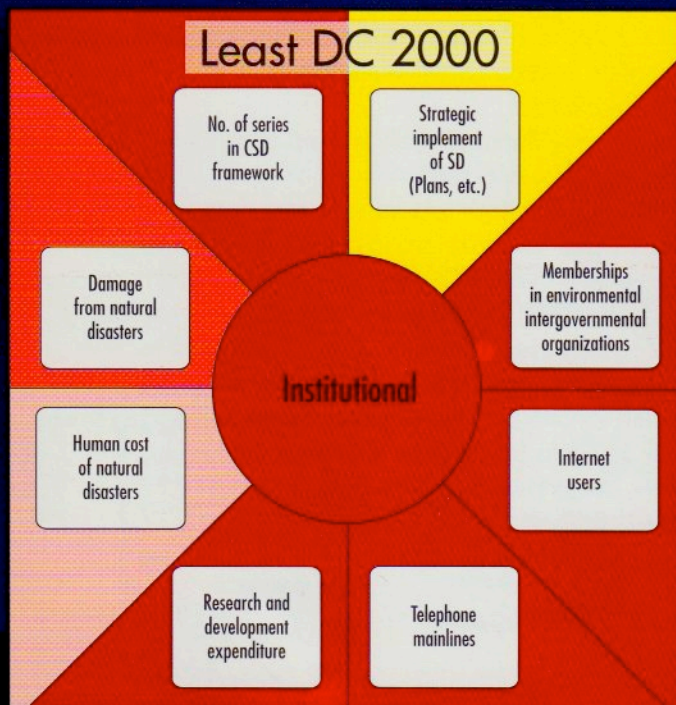 Least DC 2000
No. of series
in CSD
framework
Strategic
implement
of SD
(Plans, etc.)
Damage
from natural
disasters
Memberships
in environmental
intergovernmental
organizations
Institutional
Human cost
of natural
disasters
Internet
users
Research and
development
expenditure
Telephone
mainlines